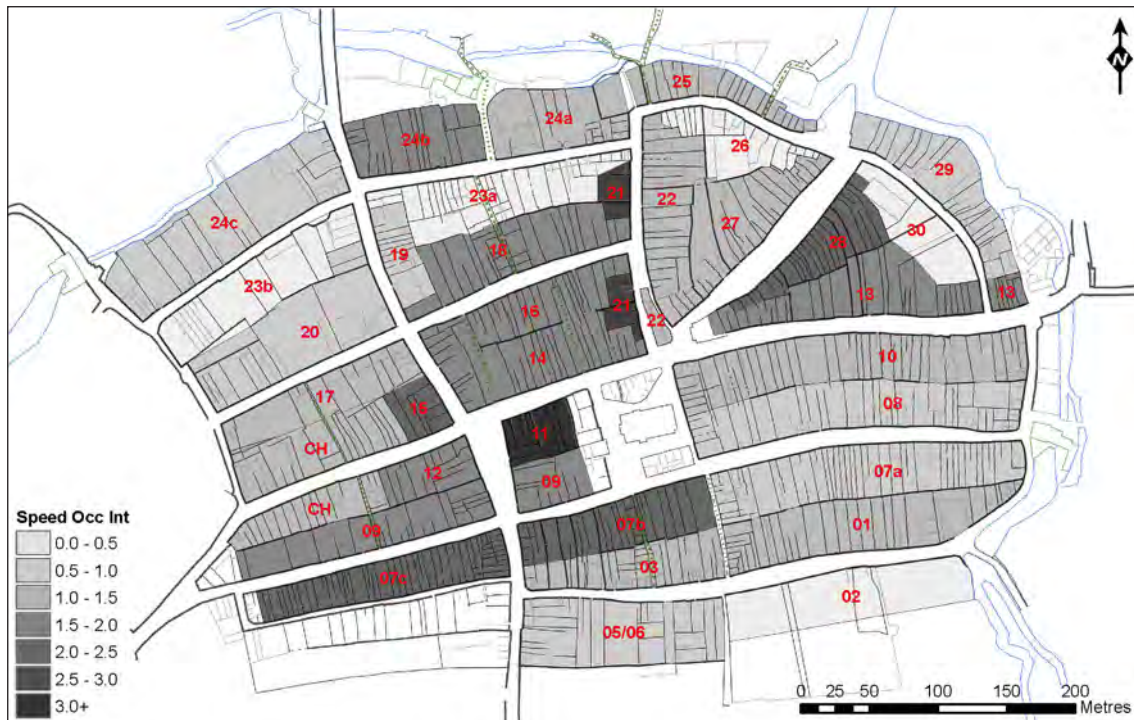 N
25
24a
24b
26
29
23a
21
22
27
24c
30
18
28
19
13
13
23b
16
21
22
20
14
10
17
08
15
11
CH
12
09
07a
CH
09
07b
01
03
07c
02
05/06
Speed Occ Int
0.0 - 0.5
0.5 - 1.0
1.0 - 1.5
1.5 - 2.0
2.0 - 2.5
2.5 - 3.0
3.0+
0 25 50 100 150 200
Metres